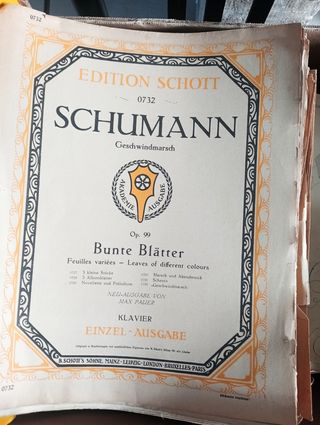 0732
EDITION SCHOTT
0732
SCHUMANN
Geschwindmarsch
AKADEMIE AUSGABE
Op. 99
Bunte Blätter
Feuilles variées – Leaves of different colours
3 kleine Stücke
5 Albumblätter
Novellette und Präludium
Marsch und Abendmusik
Scherzo
Geschwindmarsch
NEU-AUSGABE VON
MAX PAUER
KLAVIER
EINZEL-AUSGABE
B. SCHOTT'S SÖHNE, MAINZ-LEIPZIG-LONDON-BRUXELLES-PARIS
0732